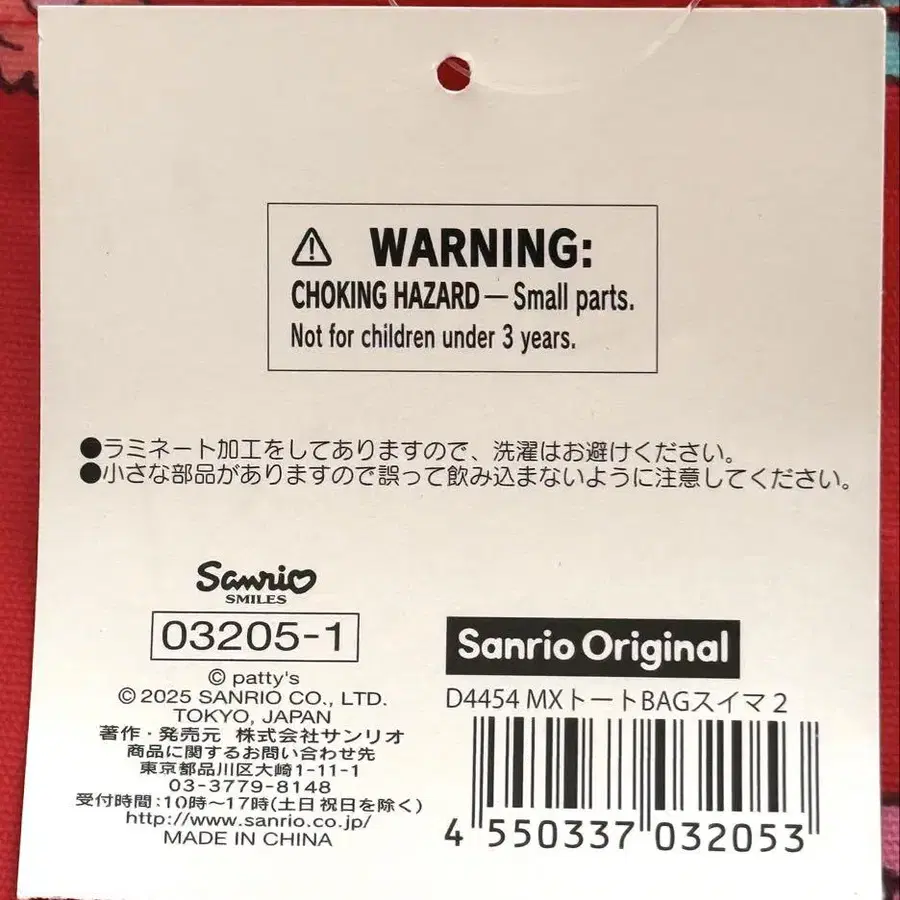 WARNING:
CHOKING HAZARD — Small parts.
Not for children under 3 years.
●ラミネート加工をしてありますので、洗濯はお避けください。
●小さな部品がありますので誤って飲み込まないように注意してください。
Sanrio
SMILES
03205-1
© patty's
© 2025 SANRIO CO., LTD.
TOKYO, JAPAN
著作・発売元 株式会社サンリオ
商品に関するお問い合わせ先
東京都品川区大崎1-11-1
03-3779-8148
受付時間:10時〜17時(土日祝日を除く)
http://www.sanrio.co.jp/
MADE IN CHINA
Sanrio Original
D4454 MXトートBAGスイマ2
4 550337 032053